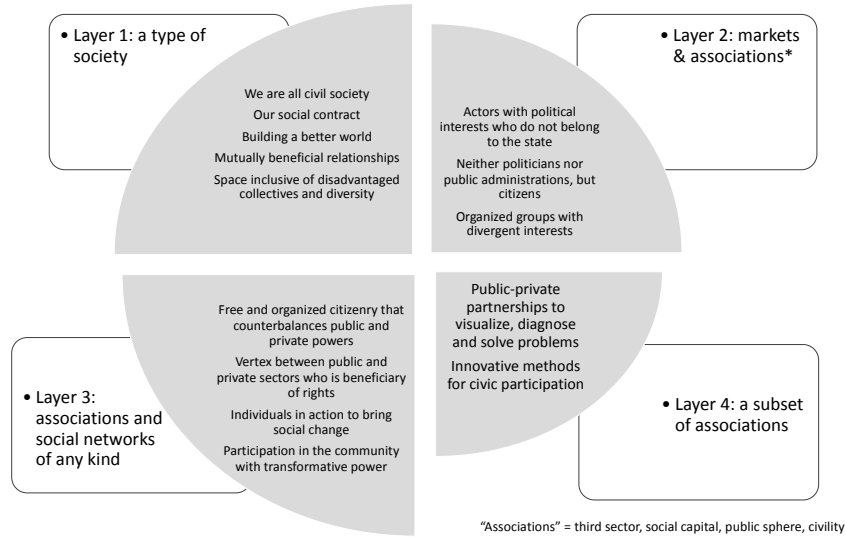 • Layer 1: a type of
society
We are all civil society
Our social contract
Building a better world
Mutually beneficial relationships
Space inclusive of disadvantaged
collectives and diversity
• Layer 2: markets
& associations*
Actors with political
interests who do not belong
to the state
Neither politicians nor
public administrations, but
citizens
Organized groups with
divergent interests
• Layer 3:
associations and
social networks
of any kind
Free and organized citizenry that
counterbalances public and
private powers
Vertex between public and
private sectors who is beneficiary
of rights
Individuals in action to bring
social change
Participation in the community
with transformative power
Public-private
partnerships to
visualize, diagnose
and solve problems
Innovative methods
for civic participation
• Layer 4: a subset
of associations
“Associations” = third sector, social capital, public sphere, civility